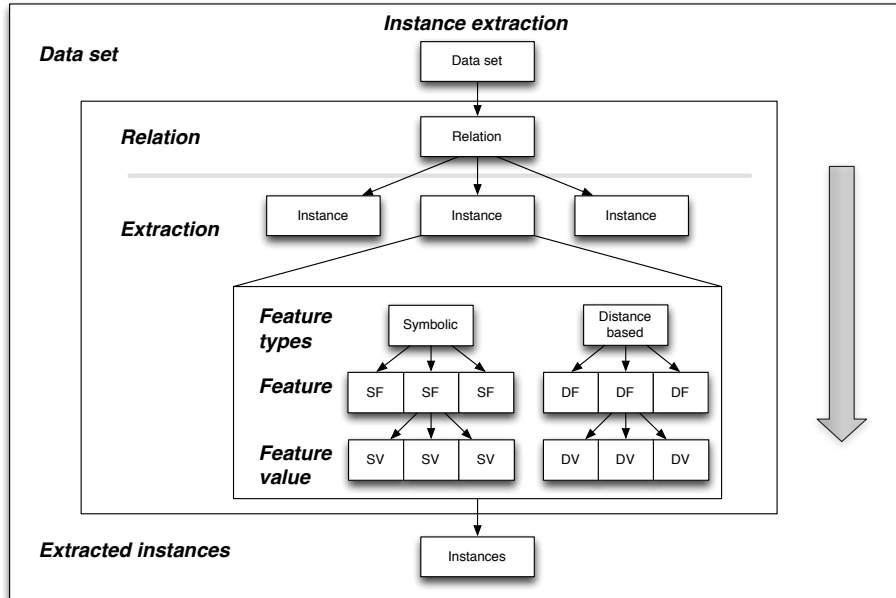 Instance extraction
Data set
Data set
Relation
Relation
Instance
Instance
Instance
Extraction
Feature
types
Symbolic
Distance
based
Feature
SF SF SF DF DF DF
Feature
value
SV SV SV DV DV DV
Extracted instances
Instances